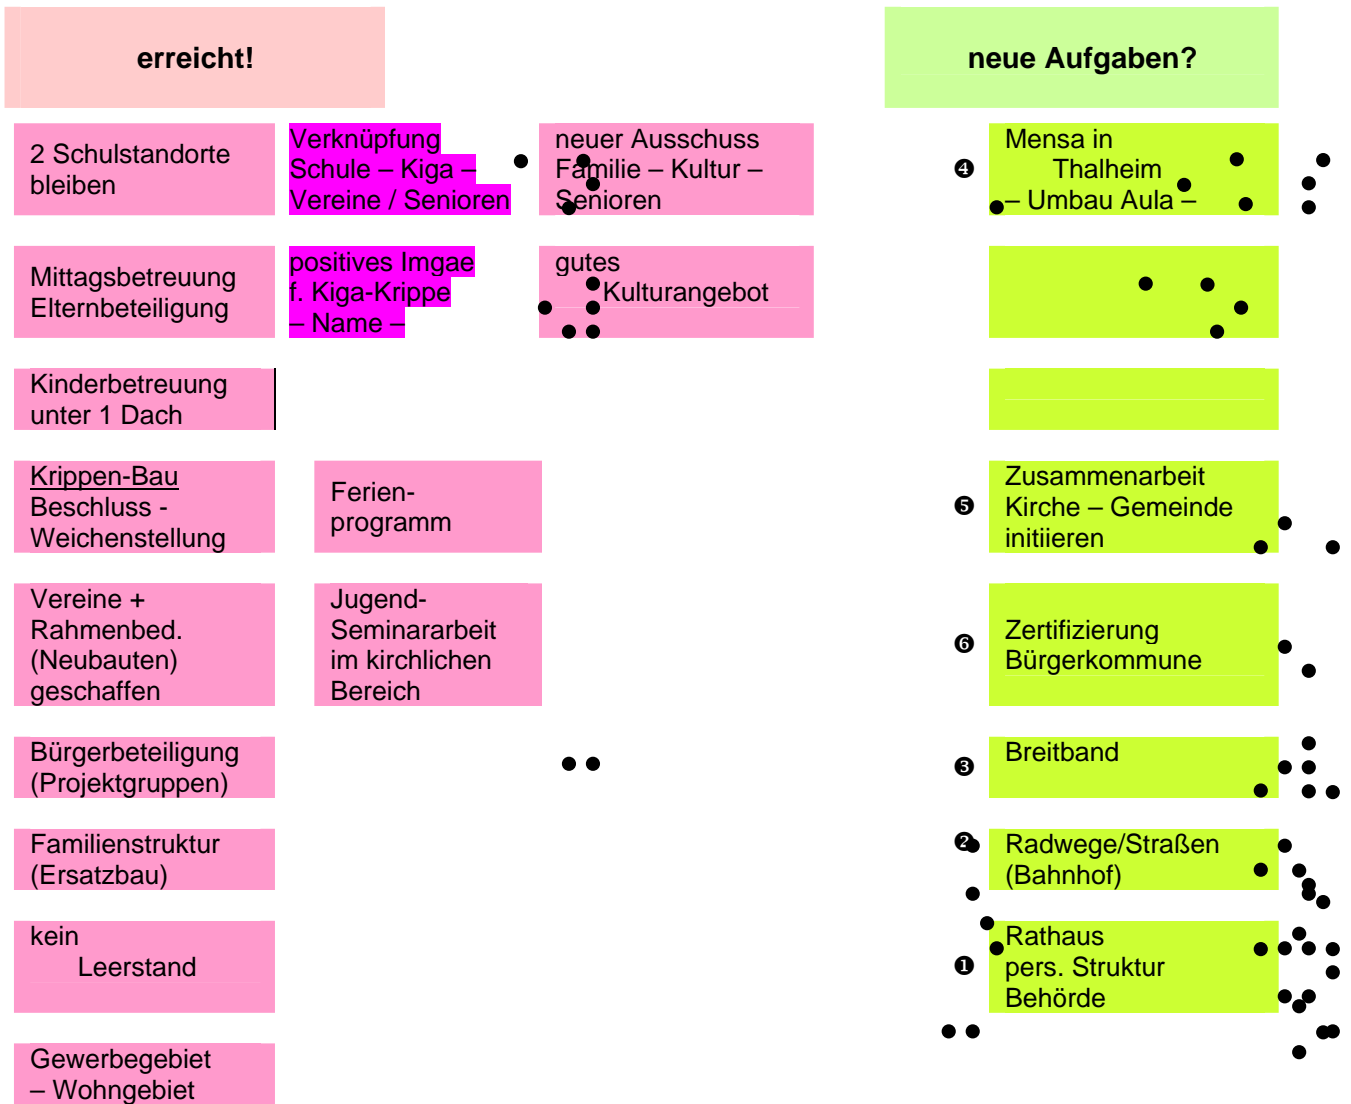 erreicht!
neue Aufgaben?
2 Schulstandorte
bleiben
Verknüpfung
Schule – Kiga –
Vereine / Senioren
neuer Ausschuss
Familie – Kultur –
Senioren
❹
Mensa in
Thalheim
– Umbau Aula –
Mittagsbetreuung
Elternbeteiligung
positives Imgae
f. Kiga-Krippe
– Name –
gutes
Kulturangebot
Kinderbetreuung
unter 1 Dach
Krippen-Bau
Beschluss -
Weichenstellung
Ferien-
programm
❺
Zusammenarbeit
Kirche – Gemeinde
initiieren
Vereine +
Rahmenbed.
(Neubauten)
geschaffen
Jugend-
Seminararbeit
im kirchlichen
Bereich
❻
Zertifizierung
Bürgerkommune
Bürgerbeteiligung
(Projektgruppen)
❸
Breitband
Familienstruktur
(Ersatzbau)
❷
Radwege/Straßen
(Bahnhof)
kein
Leerstand
❶
Rathaus
pers. Struktur
Behörde
Gewerbegebiet
– Wohngebiet